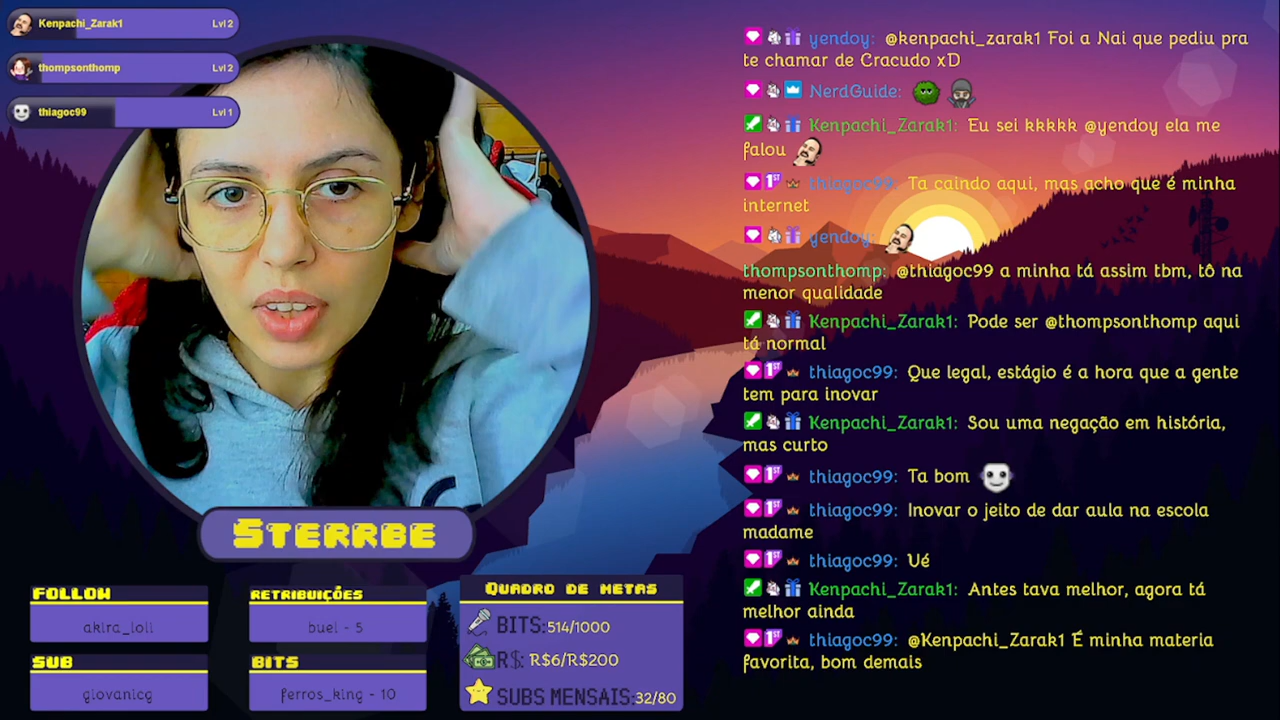 Kenpachi_Zarak1 Lvl 2
thompsonthomp Lvl 2
thiagoc99 Lvl 1
STERRBE
FOLLOW
akira_loli
RETRIBUIÇÕES
buel - 5
SUB
giovanicg
BITS
ferros_king - 10
QUADRO DE METAS
BITS:514/1000
R$: R$6/R$200
SUBS MENSAIS:32/80
yendoy: @kenpachi_zarak1 Foi a Nai que pediu pra
te chamar de Cracudo xD
NerdGuide:
Kenpachi_Zarak1: Eu sei kkkkk @yendoy ela me
falou
1ST thiagoc99: Ta caindo aqui, mas acho que é minha
internet
yendoy:
thompsonthomp: @thiagoc99 a minha tá assim tbm, tô na
menor qualidade
Kenpachi_Zarak1: Pode ser @thompsonthomp aqui
tá normal
1ST thiagoc99: Que legal, estágio é a hora que a gente
tem para inovar
Kenpachi_Zarak1: Sou uma negação em história,
mas curto
1ST thiagoc99: Ta bom
1ST thiagoc99: Inovar o jeito de dar aula na escola
madame
1ST thiagoc99: Ué
Kenpachi_Zarak1: Antes tava melhor, agora tá
melhor ainda
1ST thiagoc99: @Kenpachi_Zarak1 É minha materia
favorita, bom demais